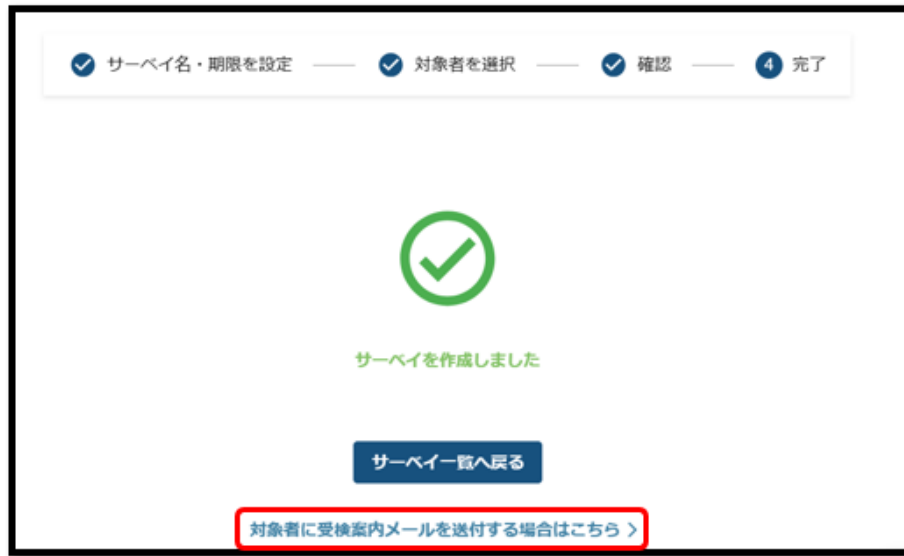 サーベイ名・期限を設定 対象者を選択 確認 4 完了
サーベイを作成しました
サーベイ一覧へ戻る
対象者に受検案内メールを送付する場合はこちら >